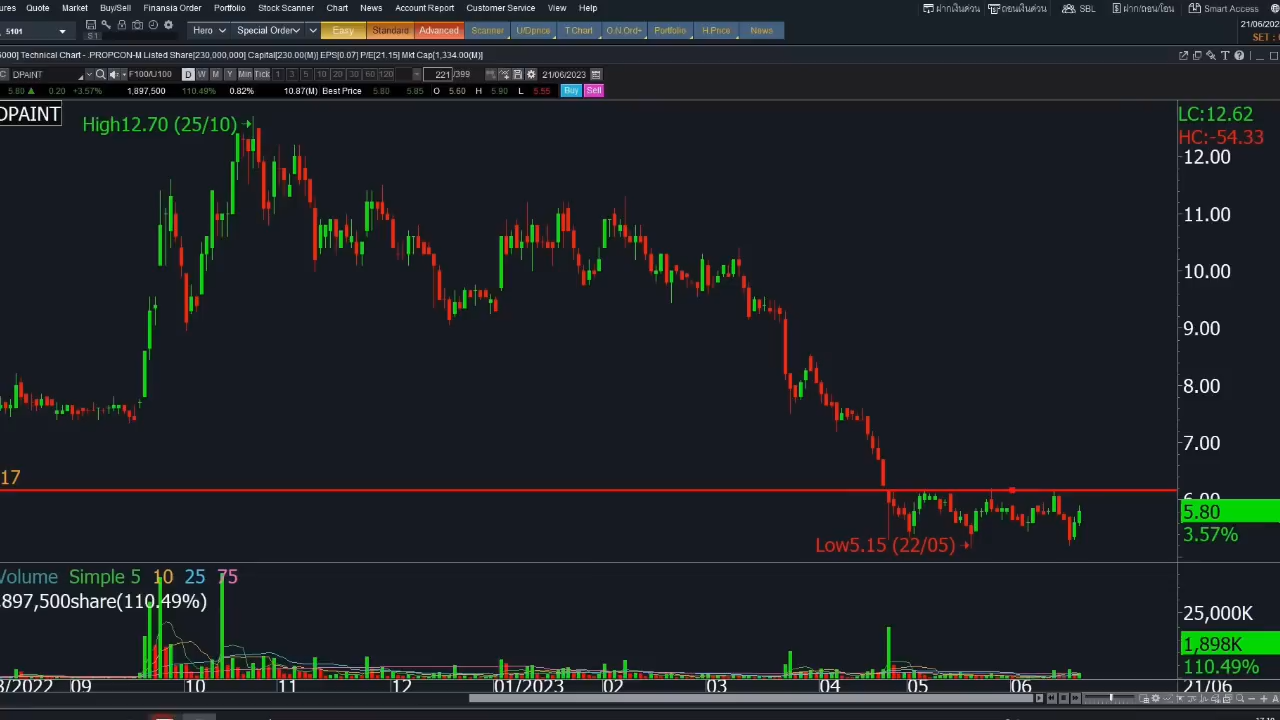 ures Quote Market Buy/Sell Finansia Order Portfolio Stock Scanner Chart News Account Report Customer Service View Help ฝากเงินด่วน ถอนเงินด่วน SBL ฝาก/ถอน/โอน Smart Access
5101 S1 Hero Special Order Easy Standard Advanced Scanner U/Oprice T.Chart O.N.Ord+ Portfolio H.Price News 21/06/202
SET :
6000] Technical Chart - .PROPCON-M Listed Share[230,000,000] Capital[230.00(M)] EPS[0.07] P/E[21.15] Mkt Cap[1,334.00(M)]
C DPAINT F100/U100 D W M Y Min Tick 1 3 5 10 20 30 60 120 221 /399 21/06/2023
5.80 ▲ 0.20 +3.57% 1,897,500 110.49% 0.82% 10.87(M) Best Price 5.80 5.85 O 5.60 H 5.90 L 5.55 Buy Sell
DPAINT
High12.70 (25/10)
LC:12.62
HC:-54.33
12.00
11.00
10.00
9.00
8.00
7.00
17
6.00
5.80
3.57%
Low5.15 (22/05)
Volume Simple 5 10 25 75
,897,500share(110.49%)
25,000K
1,898K
110.49%
8/2022 09 10 11 12 01/2023 02 03 04 05 06 21/06